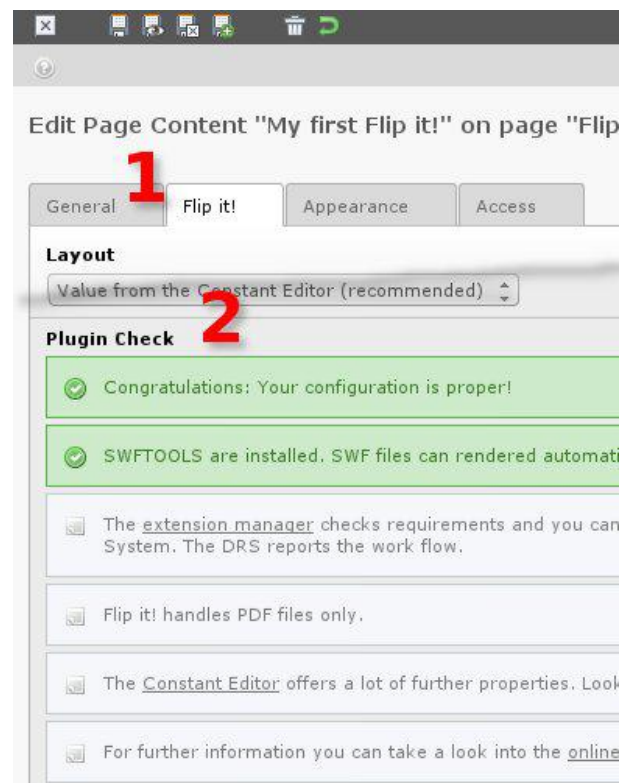 Edit Page Content "My first Flip it!" on page "Flip
1
General Flip it! Appearance Access
Layout
Value from the Constant Editor (recommended)
2
Plugin Check
Congratulations: Your configuration is proper!
SWFTOOLS are installed. SWF files can rendered automati
The extension manager checks requirements and you can
System. The DRS reports the work flow.
Flip it! handles PDF files only.
The Constant Editor offers a lot of further properties. Look
For further information you can take a look into the online